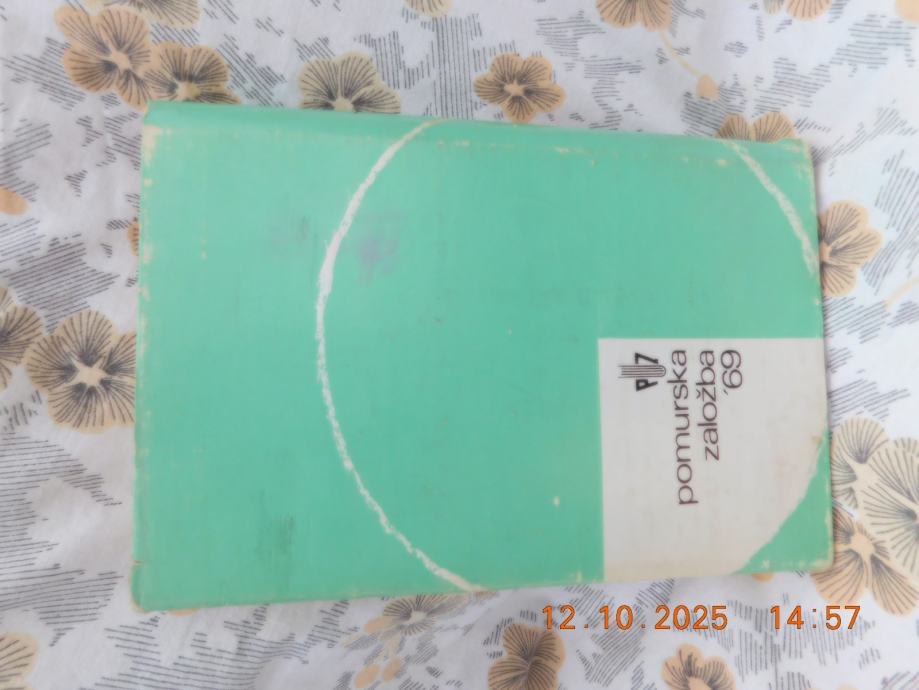 PZ
pomurska
založba
'69
12.10.2025 14:57